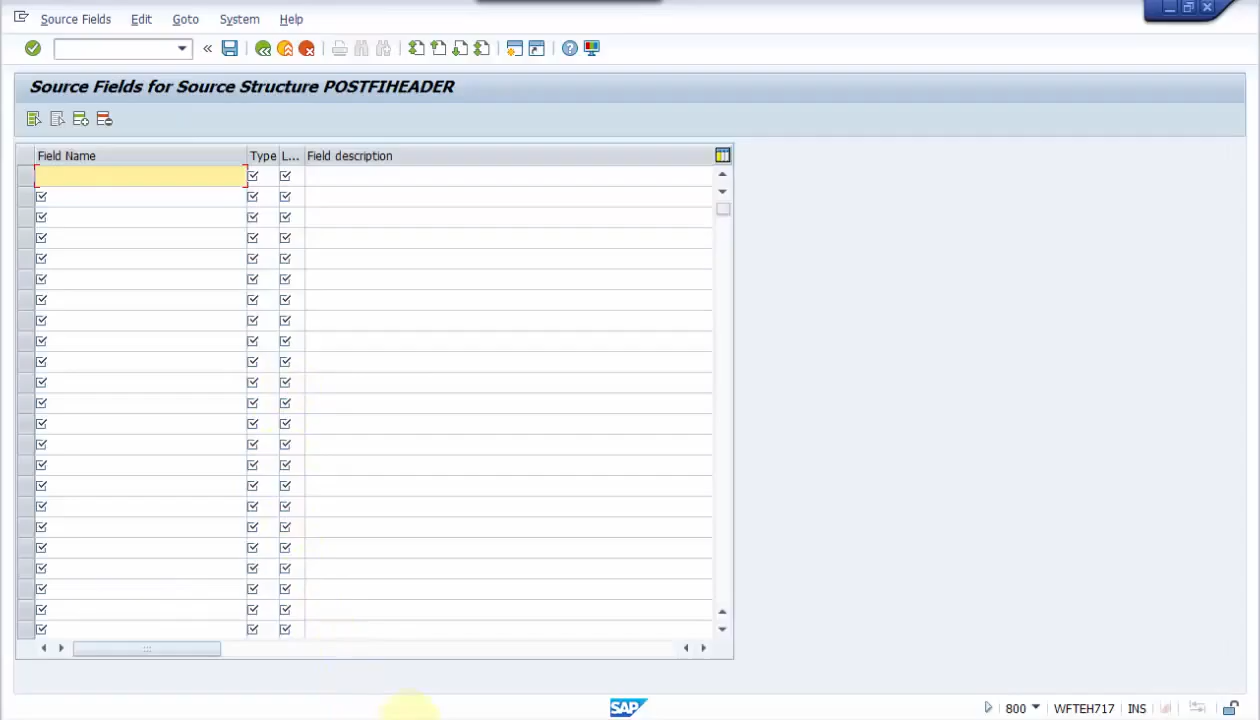 Source Fields Edit Goto System Help
Source Fields for Source Structure POSTFIHEADER
Field Name Type L... Field description
SAP 800 WFTEH717 INS